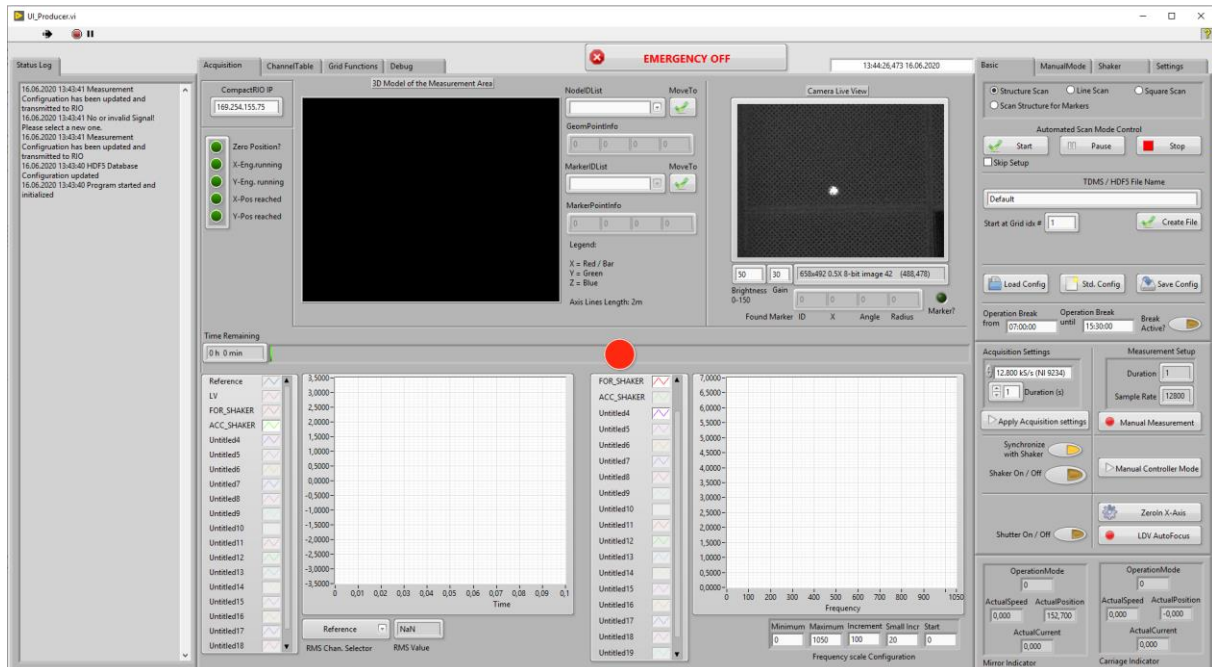 UI_Producer.vi
Status Log
16.06.2020 13:43:41 Measurement
Configruation has been updated and
transmitted to RIO
16.06.2020 13:43:41 No or invalid Signal!
Please select a new one.
16.06.2020 13:43:41 Measurement
Configruation has been updated and
transmitted to RIO
16.06.2020 13:43:40 HDF5 Database
Configuration updated
16.06.2020 13:43:40 Program started and
initialized
EMERGENCY OFF
13:44:26,473 16.06.2020
Acquisition ChannelTable Grid Functions Debug
CompactRIO IP
169.254.155.75
Zero Position?
X-Eng.running
Y-Eng. running
X-Pos reached
Y-Pos reached
3D Model of the Measurement Area
NodeIDList MoveTo
GeomPointInfo
0 0 0 0
MarkerIDList MoveTo
MarkerPointInfo
0 0 0 0
Legend:
X = Red / Bar
Y = Green
Z = Blue
Axis Lines Length: 2m
Camera Live View
50 30 658x492 0.5X 8-bit image 42 (488,478)
Brightness Gain
0-150
0 0 0 0
Marker?
Found Marker ID X Angle Radius
Time Remaining
0 h 0 min
Reference
LV
FOR_SHAKER
ACC_SHAKER
Untitled4
Untitled5
Untitled6
Untitled7
Untitled8
Untitled9
Untitled10
Untitled11
Untitled12
Untitled13
Untitled14
Untitled15
Untitled16
Untitled17
Untitled18
3,5000
3,0000
2,5000
2,0000
1,5000
1,0000
0,5000
0,0000
-0,5000
-1,0000
-1,5000
-2,0000
-2,5000
-3,0000
-3,5000
0 0,01 0,02 0,03 0,04 0,05 0,06 0,07 0,08 0,09 0,1
Time
Reference NaN
RMS Chan. Selector RMS Value
FOR_SHAKER
ACC_SHAKER
Untitled4
Untitled5
Untitled6
Untitled7
Untitled8
Untitled9
Untitled10
Untitled11
Untitled12
Untitled13
Untitled14
Untitled15
Untitled16
Untitled17
Untitled18
Untitled19
7,0000
6,5000
6,0000
5,5000
5,0000
4,5000
4,0000
3,5000
3,0000
2,5000
2,0000
1,5000
1,0000
0,5000
0,0000
0 100 200 300 400 500 600 700 800 900 1050
Frequency
Minimum Maximum Increment Small Incr Start
0 1050 100 20 0
Frequency scale Configuration
Basic ManualMode Shaker Settings
Structure Scan Line Scan Square Scan
Scan Structure for Markers
Automated Scan Mode Control
Start Pause Stop
Skip Setup
TDMS / HDF5 File Name
Default
Start at Grid idx # 1 Create File
Load Config Std. Config Save Config
Operation Break from 07:00:00
Operation Break until 15:30:00
Break Active?
Acquisition Settings
12.800 kS/s (NI 9234)
1 Duration (s)
Apply Acquisition settings
Measurement Setup
Duration 1
Sample Rate 12800
Manual Measurement
Synchronize
with Shaker
Shaker On / Off
Manual Controller Mode
Shutter On / Off
ZeroIn X-Axis
LDV AutoFocus
OperationMode
0
ActualSpeed ActualPosition
0,000 152,700
ActualCurrent
0,000
Mirror Indicator
OperationMode
0
ActualSpeed ActualPosition
0,000 -0,000
ActualCurrent
0,000
Carriage Indicator